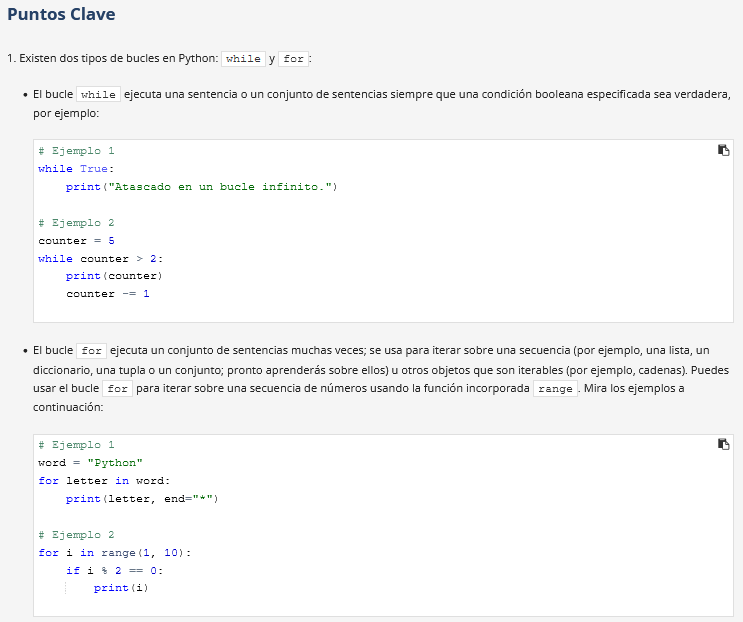 Puntos Clave
1. Existen dos tipos de bucles en Python: while y for:
• El bucle while ejecuta una sentencia o un conjunto de sentencias siempre que una condición booleana especificada sea verdadera,
por ejemplo:
# Ejemplo 1
while True:
    print("Atascado en un bucle infinito.")
# Ejemplo 2
counter = 5
while counter > 2:
    print(counter)
    counter -= 1
• El bucle for ejecuta un conjunto de sentencias muchas veces; se usa para iterar sobre una secuencia (por ejemplo, una lista, un
diccionario, una tupla o un conjunto; pronto aprenderás sobre ellos) u otros objetos que son iterables (por ejemplo, cadenas). Puedes
usar el bucle for para iterar sobre una secuencia de números usando la función incorporada range. Mira los ejemplos a
continuación:
# Ejemplo 1
word = "Python"
for letter in word:
    print(letter, end="*")
# Ejemplo 2
for i in range(1, 10):
    if i % 2 == 0:
        print(i)